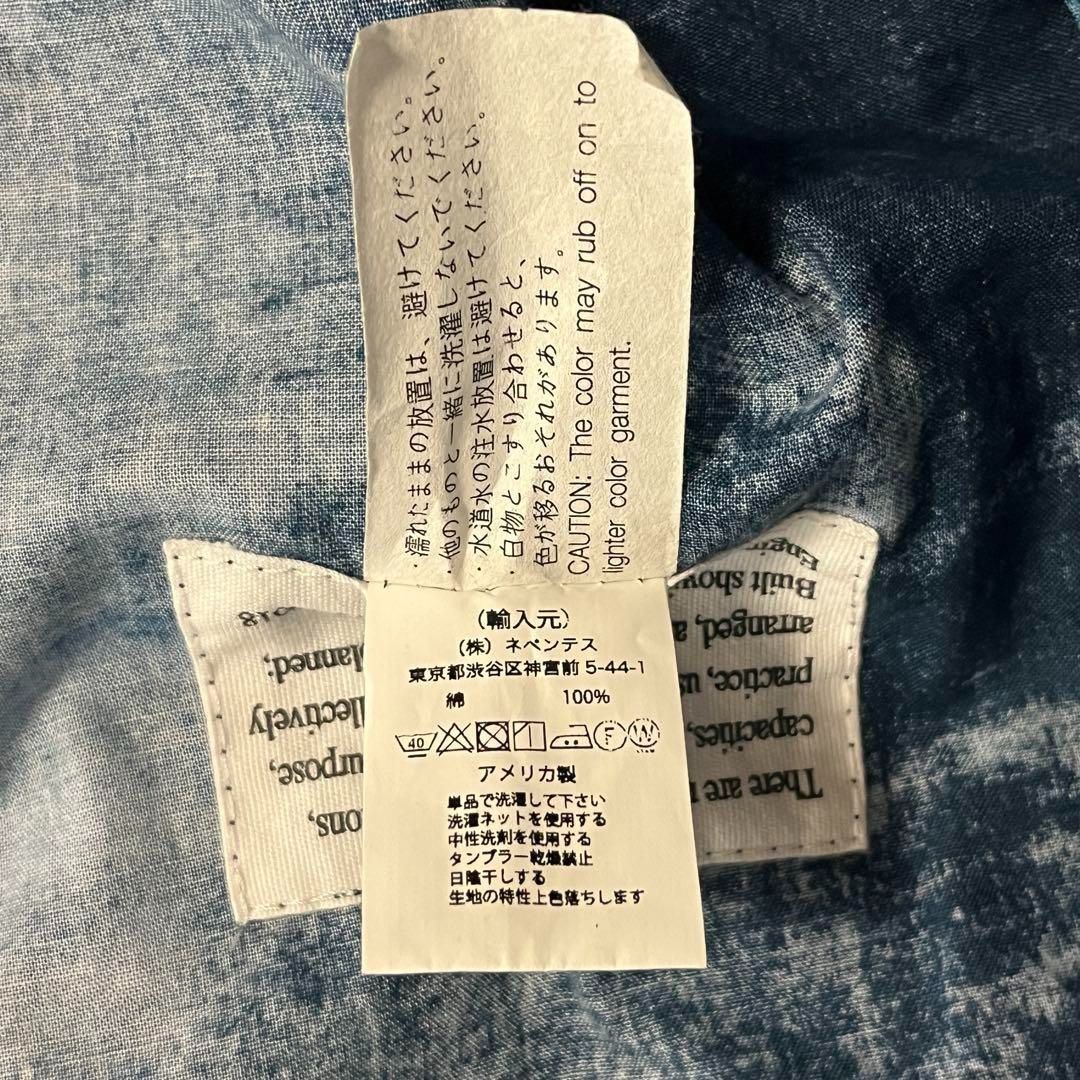 ・濡れたままの放置は、避けてください。
・他のものと一緒に洗濯しないでください。
・水道水の注水放置は避けてください。
・白物とこすり合わせると、
色が移るおそれがあります。
CAUTION: The color may rub off on to
lighter color garment.
(輸入元)
(株) ネペンテス
東京都渋谷区神宮前 5-44-1
綿 100%
40 F W
アメリカ製
単品で洗濯して下さい
洗濯ネットを使用する
中性洗剤を使用する
タンブラー乾燥禁止
日陰干しする
生地の特性上色落ちします
There are
capacities,
practice,
arranged,
Built